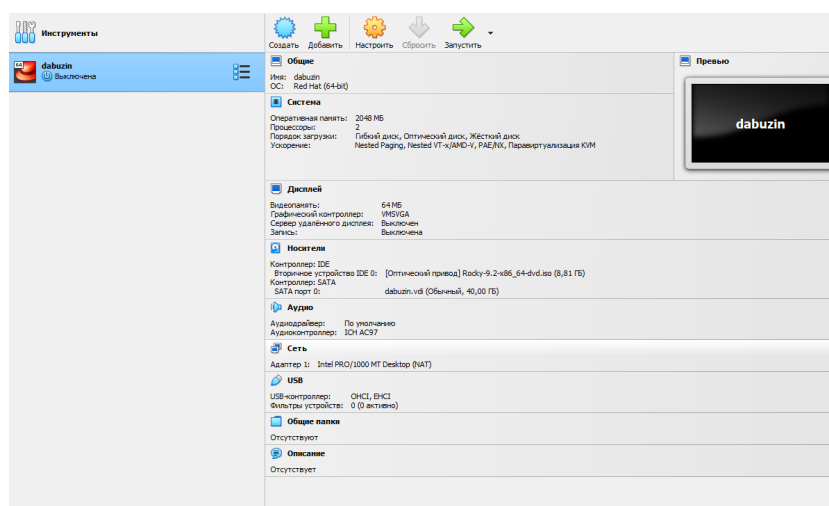 Инструменты
Создать Добавить Настроить Сбросить Запустить
64
dabuzin
Выключена
Общие
Имя: dabuzin
ОС: Red Hat (64-bit)
Превью
dabuzin
Система
Оперативная память: 2048 МБ
Процессоры: 2
Порядок загрузки: Гибкий диск, Оптический диск, Жёсткий диск
Ускорение: Nested Paging, Nested VT-x/AMD-V, PAE/NX, Паравиртуализация KVM
Дисплей
Видеопамять: 64 МБ
Графический контроллер: VMSVGA
Сервер удалённого дисплея: Выключен
Запись: Выключена
Носители
Контроллер: IDE
Вторичное устройство IDE 0: [Оптический привод] Rocky-9.2-x86_64-dvd.iso (8,81 ГБ)
Контроллер: SATA
SATA порт 0: dabuzin.vdi (Обычный, 40,00 ГБ)
Аудио
Аудиодрайвер: По умолчанию
Аудиоконтроллер: ICH AC97
Сеть
Адаптер 1: Intel PRO/1000 MT Desktop (NAT)
USB
USB-контроллер: OHCI, EHCI
Фильтры устройств: 0 (0 активно)
Общие папки
Отсутствуют
Описание
Отсутствует